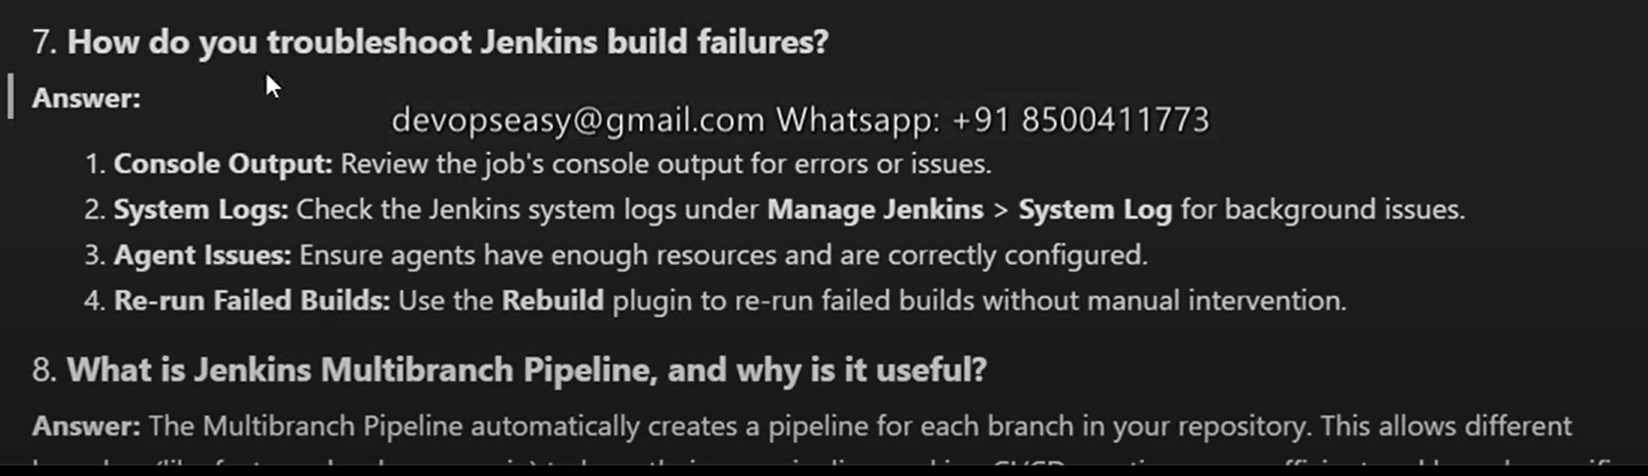 7. How do you troubleshoot Jenkins build failures?
Answer:
devopseasy@gmail.com Whatsapp: +91 8500411773
1. Console Output: Review the job's console output for errors or issues.
2. System Logs: Check the Jenkins system logs under Manage Jenkins > System Log for background issues.
3. Agent Issues: Ensure agents have enough resources and are correctly configured.
4. Re-run Failed Builds: Use the Rebuild plugin to re-run failed builds without manual intervention.
8. What is Jenkins Multibranch Pipeline, and why is it useful?
Answer: The Multibranch Pipeline automatically creates a pipeline for each branch in your repository. This allows different